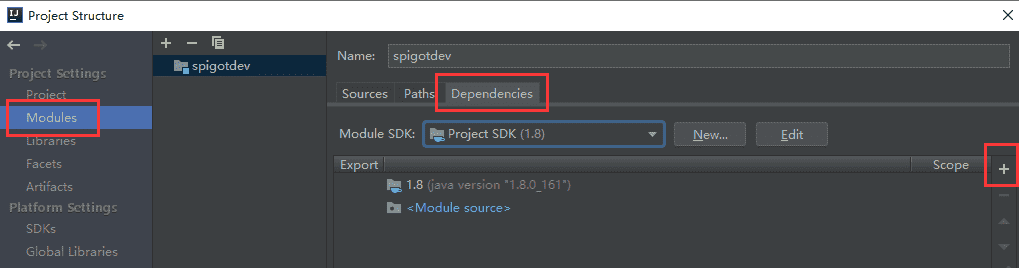 Project Structure
Project Settings
Project
Modules
Libraries
Facets
Artifacts
Platform Settings
SDKs
Global Libraries
spigotdev
Name: spigotdev
Sources Paths Dependencies
Module SDK: Project SDK (1.8) New... Edit
Export Scope
1.8 (java version "1.8.0_161")
<Module source>